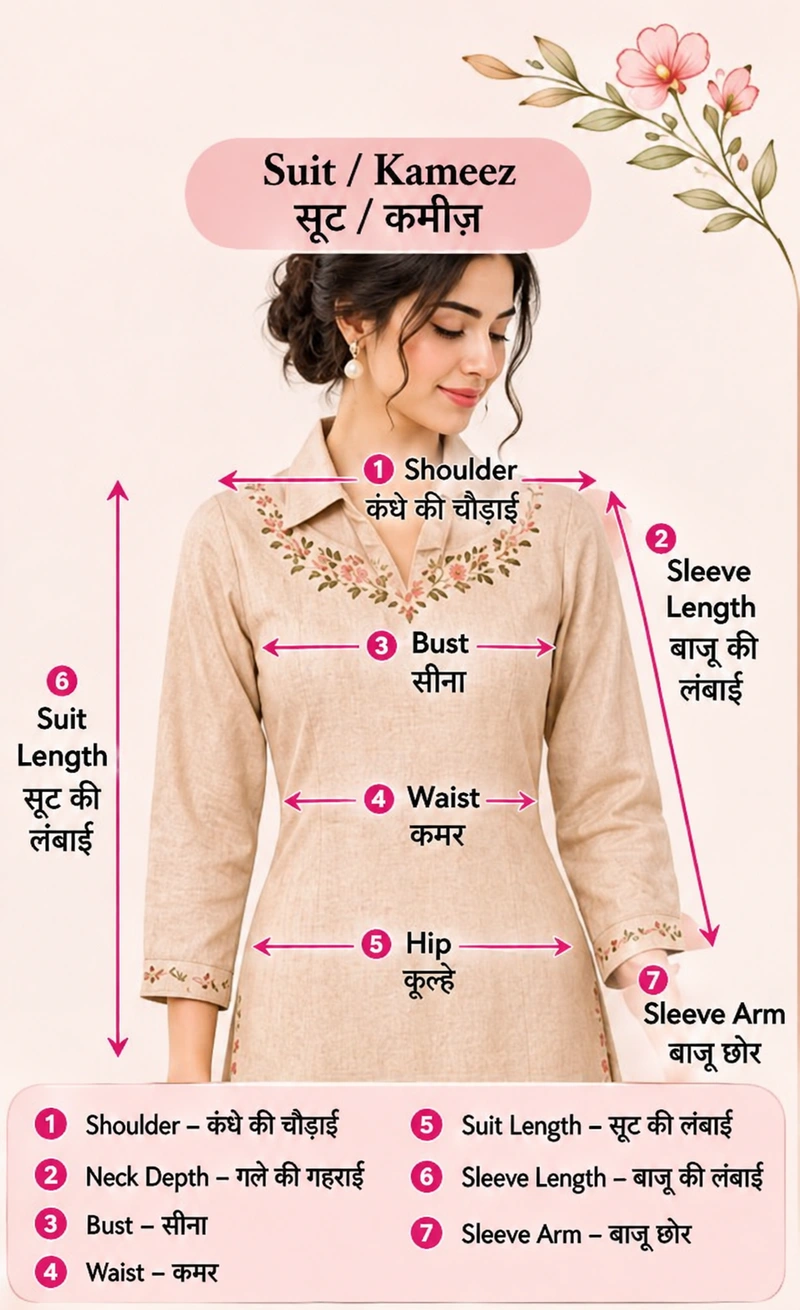 Suit / Kameez
सूट / कमीज़
1 Shoulder
कंधे की चौड़ाई
2
Sleeve
Length
बाजू की
लंबाई
3 Bust
सीना
6
Suit
Length
सूट की
लंबाई
4 Waist
कमर
5 Hip
कूल्हे
7
Sleeve Arm
बाजू छोर
1 Shoulder – कंधे की चौड़ाई
2 Neck Depth – गले की गहराई
3 Bust – सीना
4 Waist – कमर
5 Suit Length – सूट की लंबाई
6 Sleeve Length – बाजू की लंबाई
7 Sleeve Arm – बाजू छोर